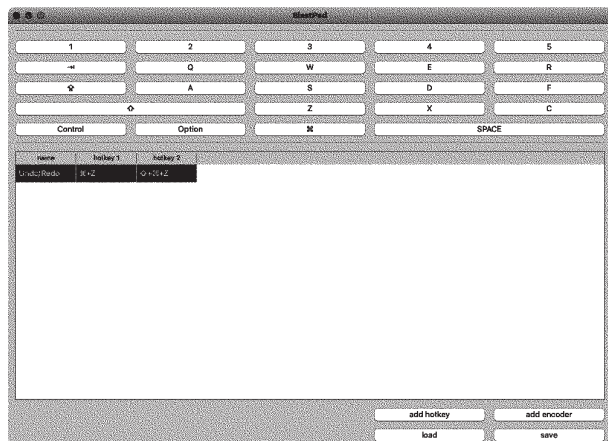 BlastPad
1 2 3 4 5
⇥ Q W E R
⇪ A S D F
⇧ Z X C
Control Option ⌘ SPACE
name hotkey 1 hotkey 2
Undo/Redo ⌘+Z ⇧+⌘+Z
add hotkey add encoder
load save